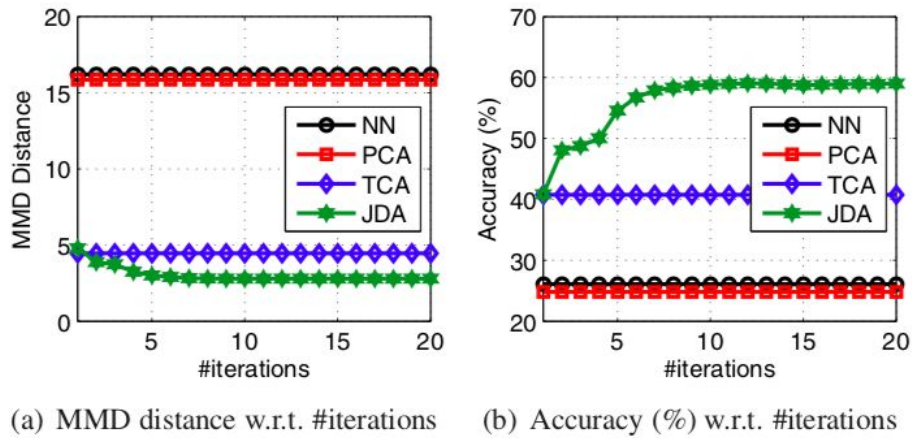 20
15
10
5
0
MMD Distance
NN
PCA
TCA
JDA
5 10 15 20
#iterations
(a) MMD distance w.r.t. #iterations
70
60
50
40
30
20
Accuracy (%)
NN
PCA
TCA
JDA
5 10 15 20
#iterations
(b) Accuracy (%) w.r.t. #iterations